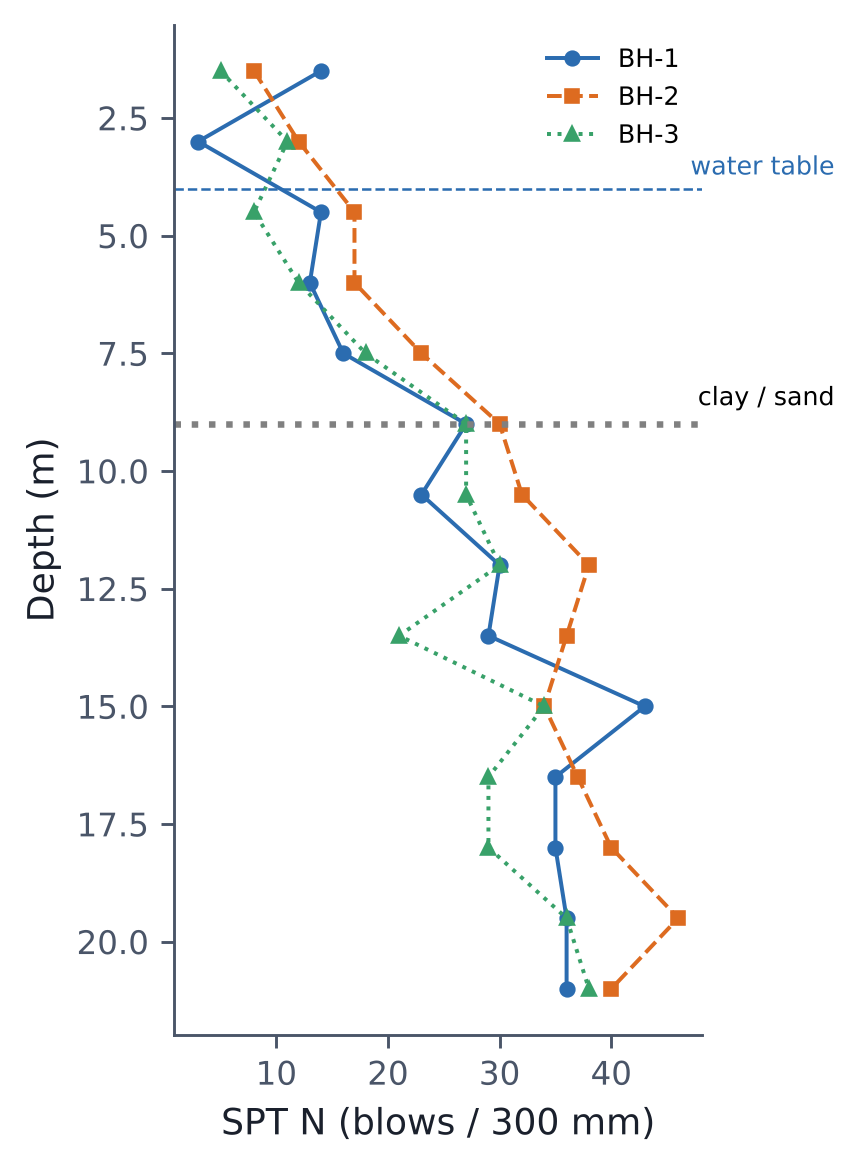 BH-1
BH-2
BH-3
water table
clay / sand
Depth (m)
2.5
5.0
7.5
10.0
12.5
15.0
17.5
20.0
10 20 30 40
SPT N (blows / 300 mm)